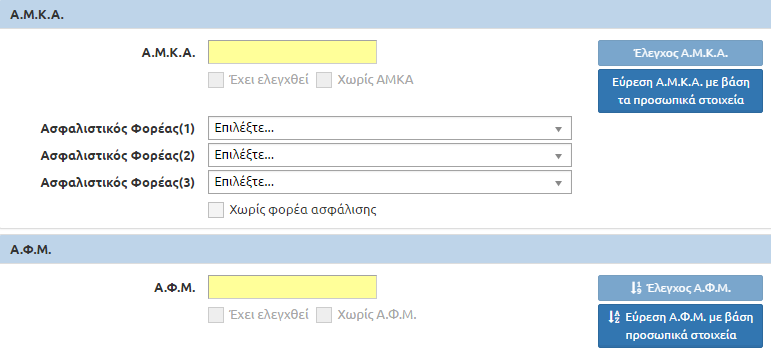 Α.Μ.Κ.Α.
Α.Μ.Κ.Α.
Έλεγχος Α.Μ.Κ.Α.
Έχει ελεγχθεί Χωρίς ΑΜΚΑ
Εύρεση Α.Μ.Κ.Α. με βάση
τα προσωπικά στοιχεία
Ασφαλιστικός Φορέας(1) Επιλέξτε...
Ασφαλιστικός Φορέας(2) Επιλέξτε...
Ασφαλιστικός Φορέας(3) Επιλέξτε...
Χωρίς φορέα ασφάλισης
Α.Φ.Μ.
Α.Φ.Μ.
Έλεγχος Α.Φ.Μ.
Έχει ελεγχθεί Χωρίς Α.Φ.Μ.
Εύρεση Α.Φ.Μ. με βάση
προσωπικά στοιχεία